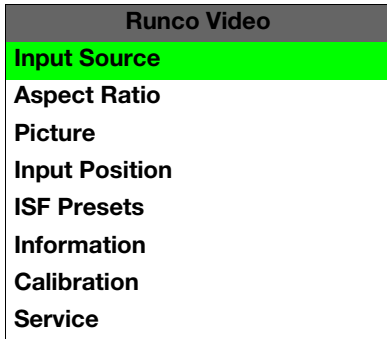 Runco Video
Input Source
Aspect Ratio
Picture
Input Position
ISF Presets
Information
Calibration
Service